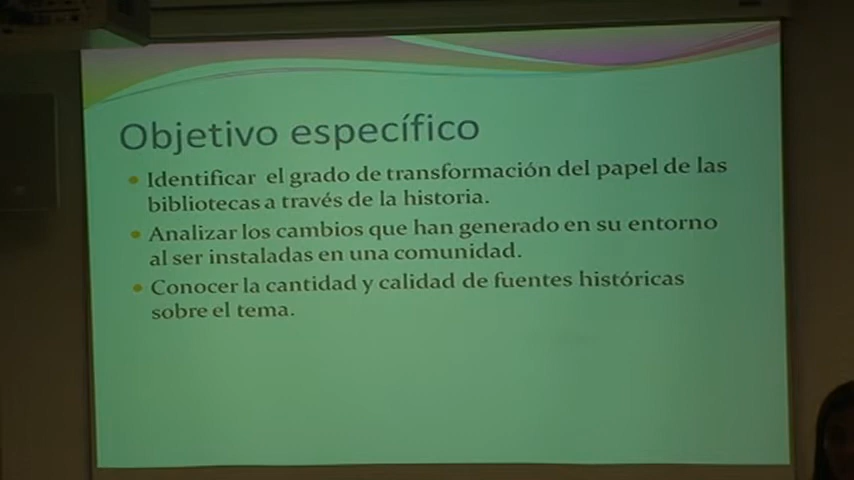 Objetivo específico
• Identificar el grado de transformación del papel de las
bibliotecas a través de la historia.
• Analizar los cambios que han generado en su entorno
al ser instaladas en una comunidad.
• Conocer la cantidad y calidad de fuentes históricas
sobre el tema.